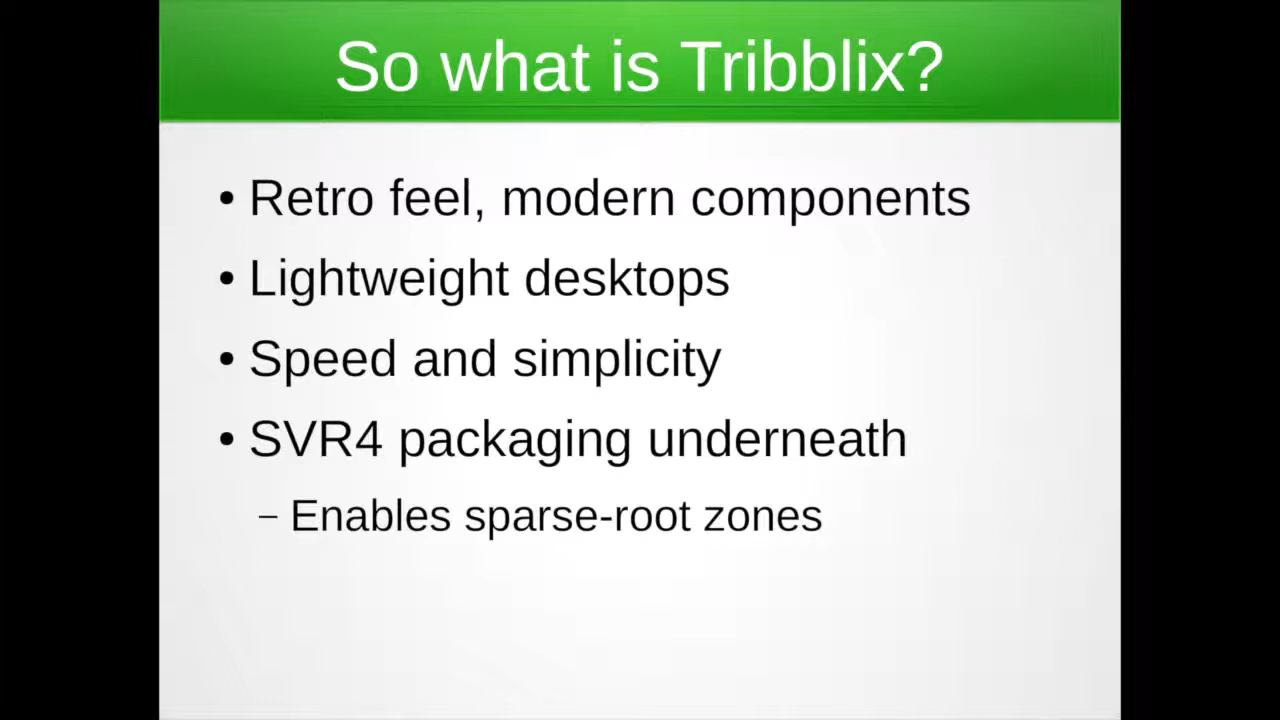 So what is Tribblix?
• Retro feel, modern components
• Lightweight desktops
• Speed and simplicity
• SVR4 packaging underneath
– Enables sparse-root zones